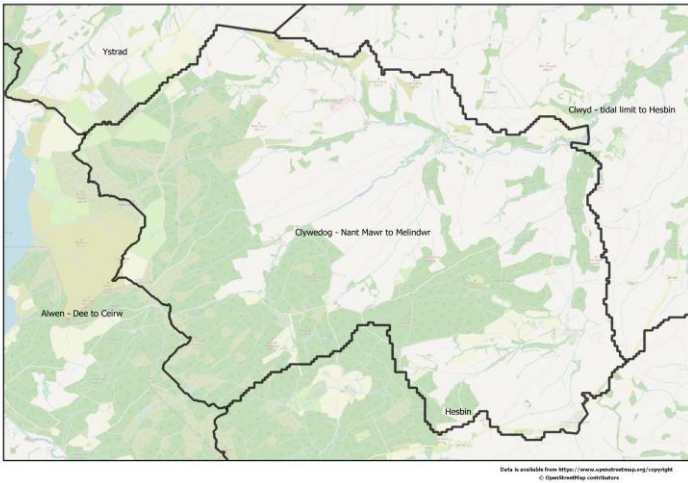 Ystrad
Clwyd - tidal limit to Hesbin
Clywedog - Nant Mawr to Melindwr
Alwen - Dee to Ceirw
Hesbin
Data is available from https://www.openstreetmap.org/copyright
© OpenStreetMap contributors